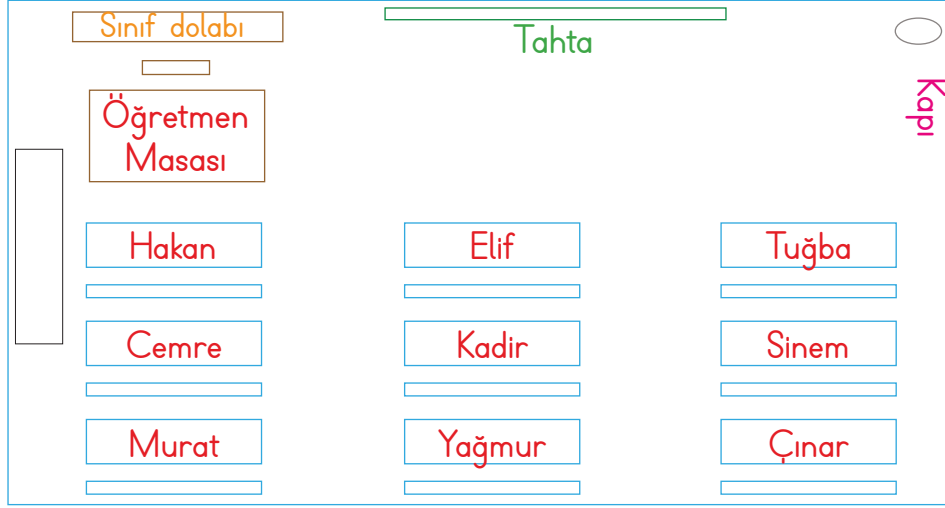 Sınıf dolabı
Tahta
Kapı
Öğretmen
Masası
Hakan
Elif
Tuğba
Cemre
Kadir
Sinem
Murat
Yağmur
Çınar